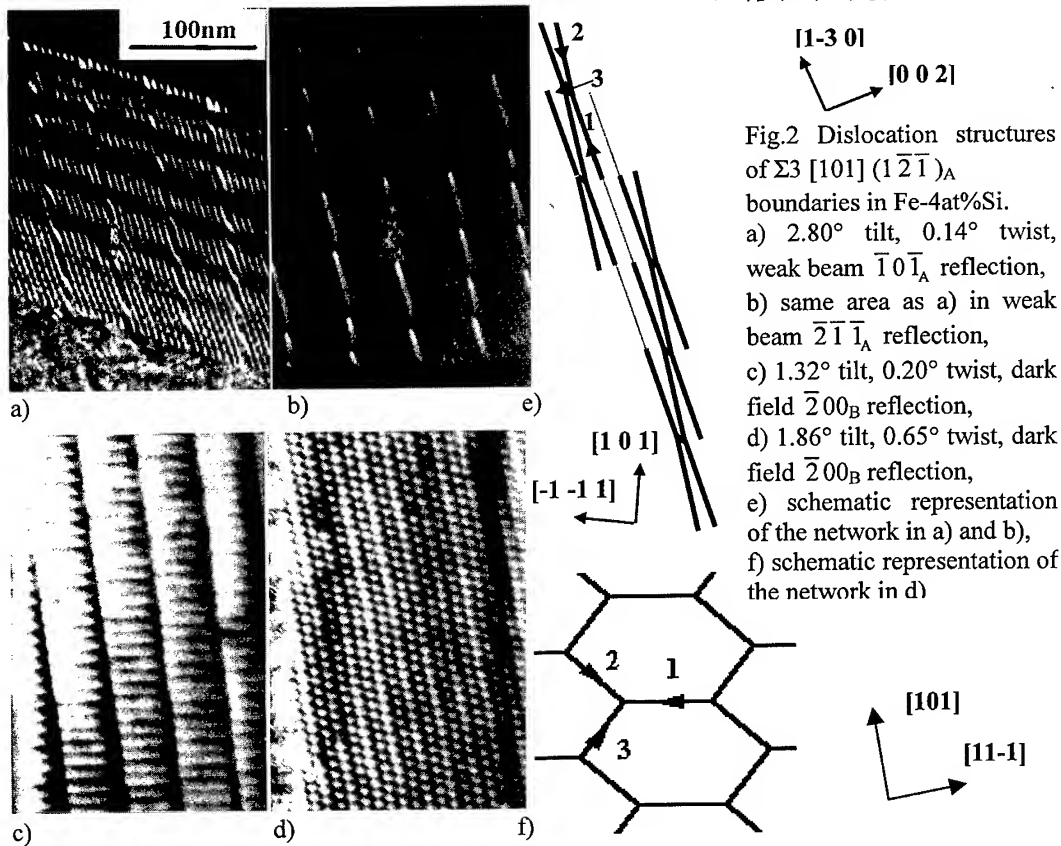 100nm
a)
b)
2
3
1
e)
[1-3 0]
[0 0 2]
Fig.2 Dislocation structures
of Σ3 [101] (1 2̅ 1̅ )A
boundaries in Fe-4at%Si.
a) 2.80° tilt, 0.14° twist,
weak beam 1̅ 0 1̅A reflection,
b) same area as a) in weak
beam 2̅ 1̅ 1̅A reflection,
c) 1.32° tilt, 0.20° twist, dark
field 2̅00B reflection,
d) 1.86° tilt, 0.65° twist, dark
field 2̅00B reflection,
e) schematic representation
of the network in a) and b),
f) schematic representation of
the network in d)
[1 0 1]
[-1 -1 1]
c)
d)
f)
2
1
3
[101]
[11-1]